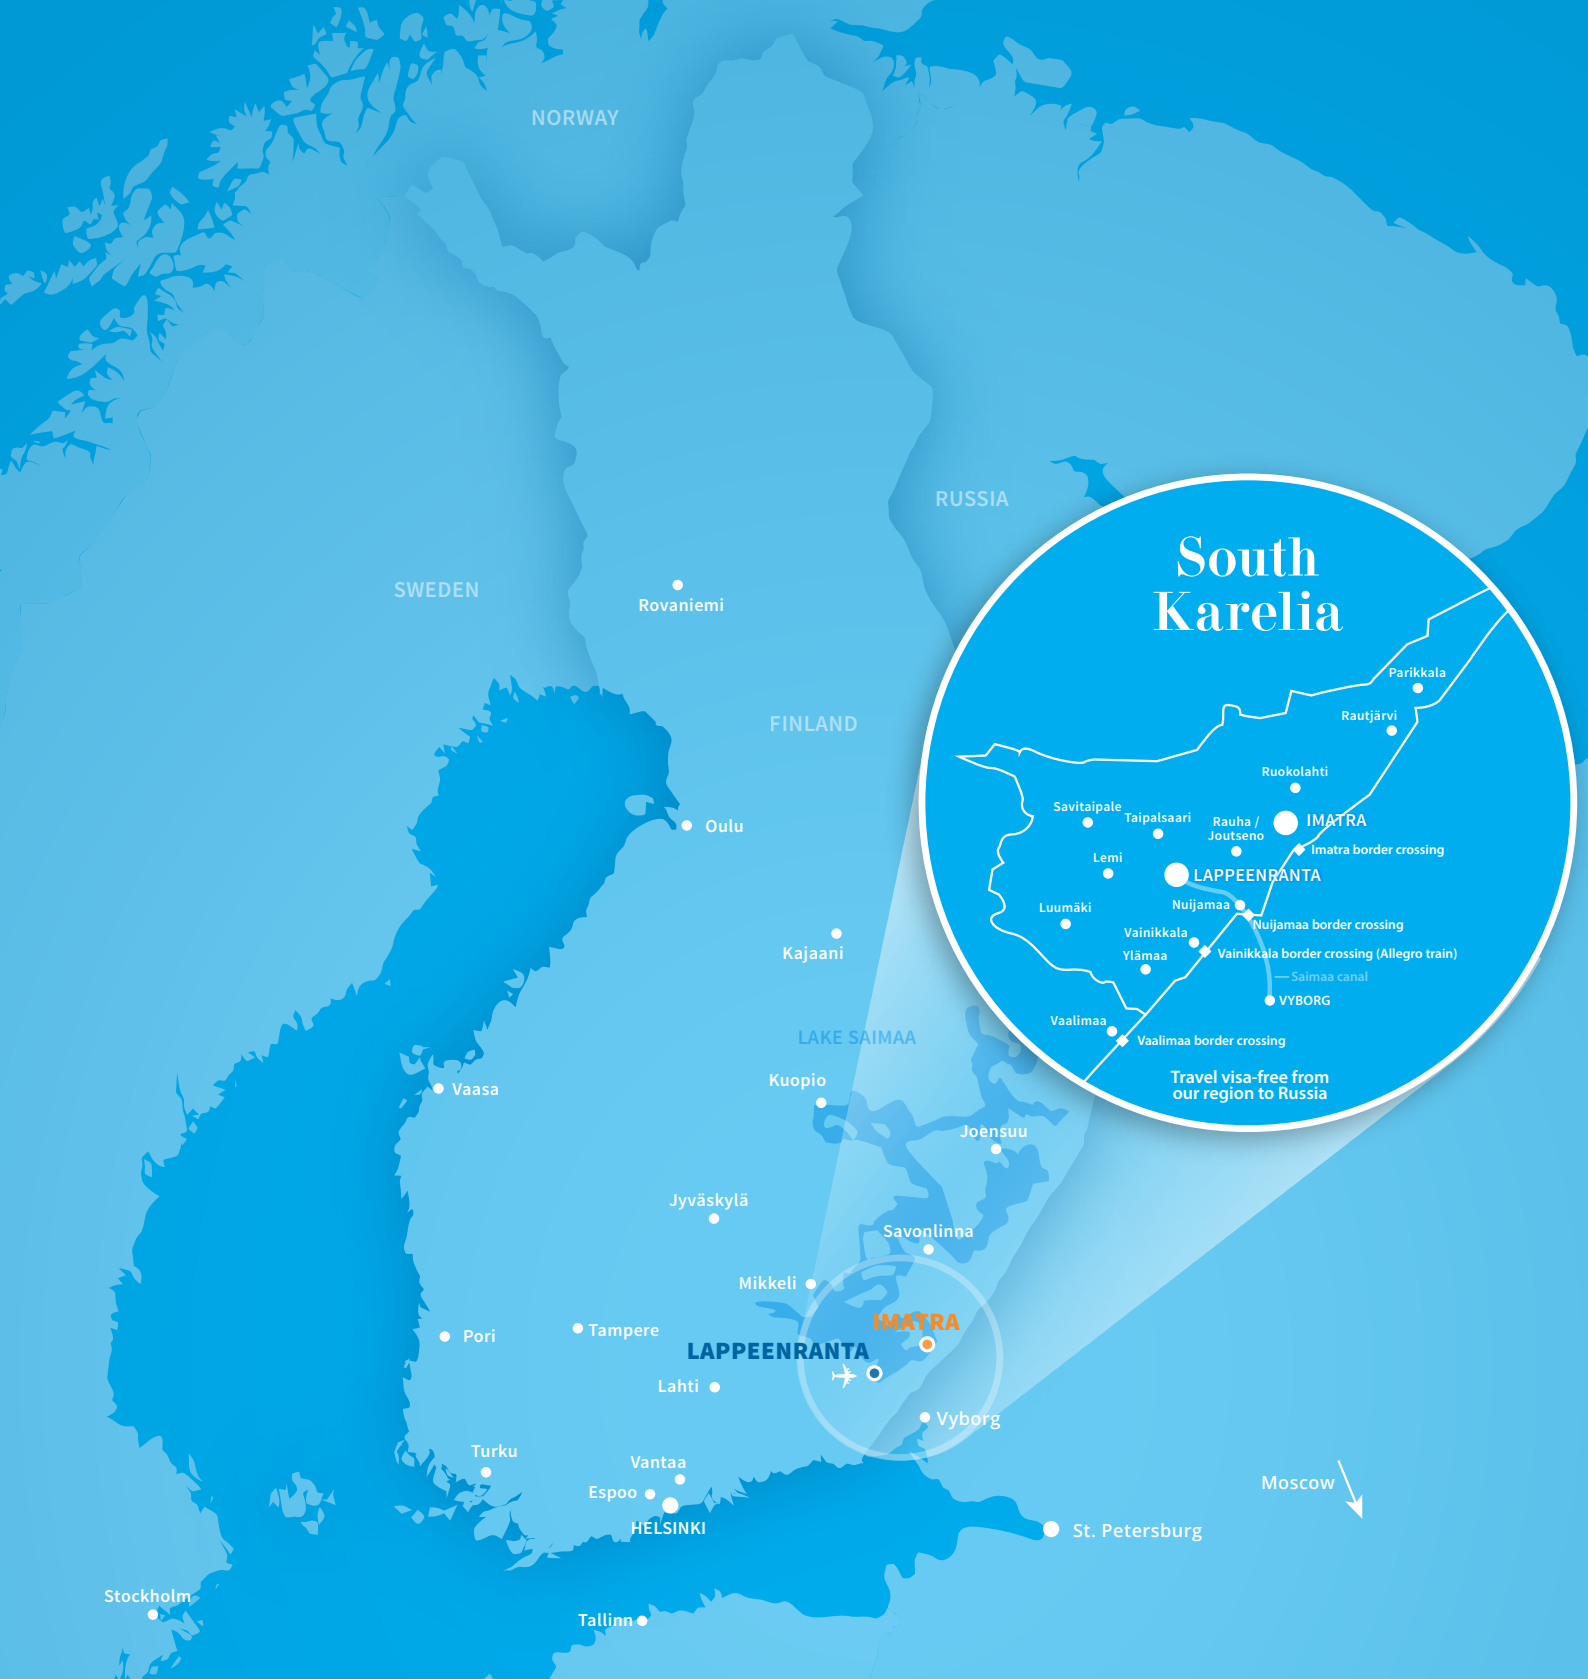 NORWAY
RUSSIA
SWEDEN
Rovaniemi
FINLAND
Oulu
Kajaani
LAKE SAIMAA
Kuopio
Vaasa
Joensuu
Jyväskylä
Savonlinna
Mikkeli
IMATRA
Tampere
Pori
LAPPEENRANTA
Lahti
Vyborg
Turku
Vantaa
Espoo
HELSINKI
Moscow
St. Petersburg
Stockholm
Tallinn
South
Karelia
Parikkala
Rautjärvi
Ruokolahti
Savitaipale
Taipalsaari
Rauha /
Joutseno
IMATRA
Imatra border crossing
Lemi
LAPPEENRANTA
Nuijamaa
Luumäki
Nuijamaa border crossing
Vainikkala
Vainikkala border crossing (Allegro train)
Ylämaa
Saimaa canal
VYBORG
Vaalimaa
Vaalimaa border crossing
Travel visa-free from
our region to Russia